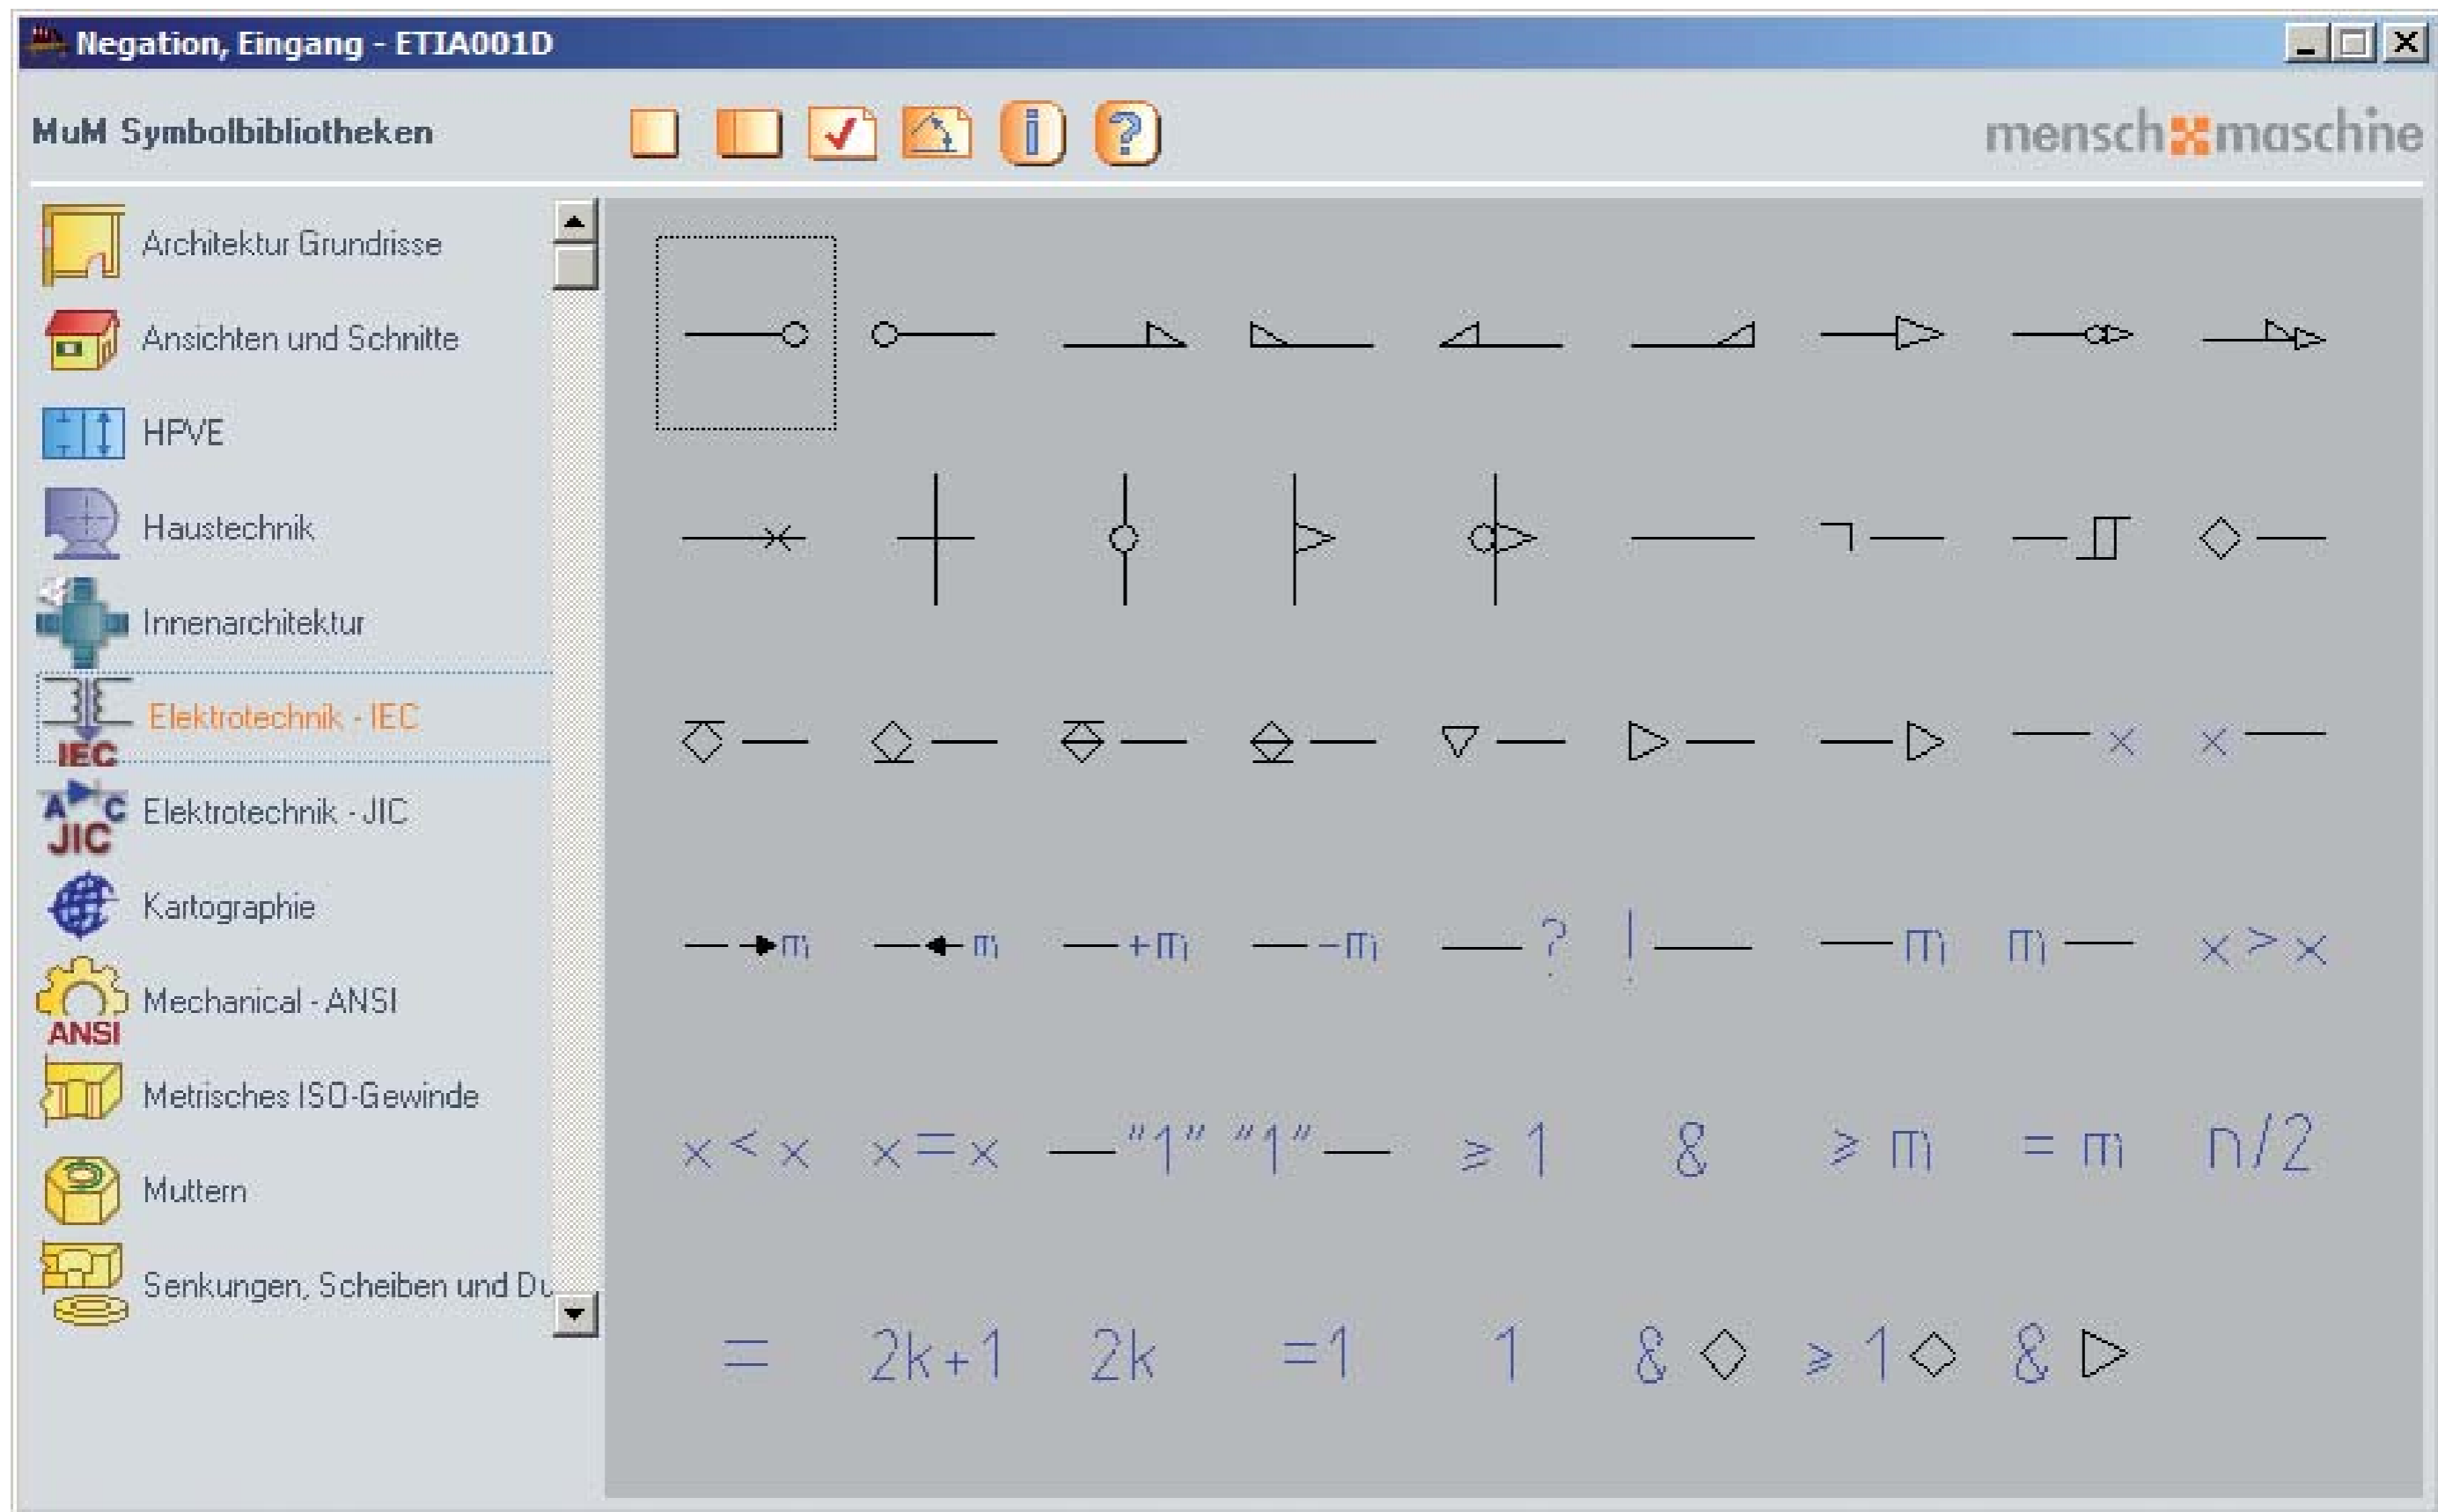 Negation, Eingang - ETIA001D
MuM Symbolbibliotheken
i ?
mensch maschine
Architektur Grundrisse
Ansichten und Schnitte
HPVE
Haustechnik
Innenarchitektur
IEC
Elektrotechnik - IEC
A C
JIC
Elektrotechnik - JIC
Kartographie
ANSI
Mechanical - ANSI
Metrisches ISO-Gewinde
Muttern
Senkungen, Scheiben und Du
x x
m m +m -m ? ! m m x>x
x<x x=x "1" "1" ≥1 & ≥m =m n/2
= 2k+1 2k =1 1 & ≥1 &